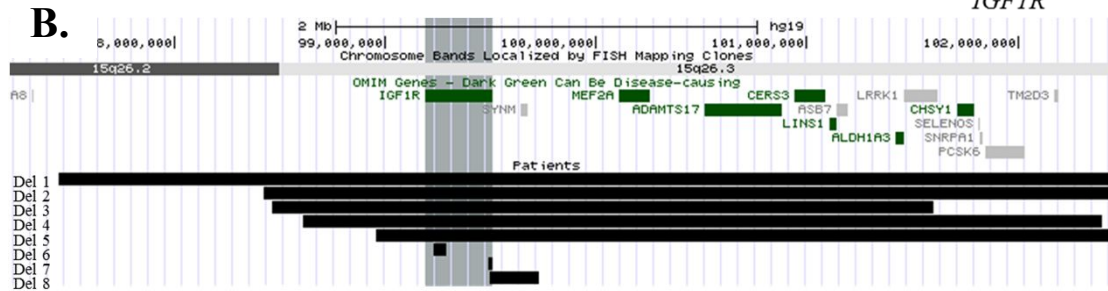 IGF1R
B.
2 Mb hg19
8,000,000 99,000,000 100,000,000 101,000,000 102,000,000
Chromosome Bands Localized by FISH Mapping Clones
15q26.2 15q26.3
OMIM Genes - Dark Green Can Be Disease-causing
A8 IGF1R MEF2A CERS3 LRRK1 TM2D3
SYNM ADAMTS17 ASB7 CHSY1
LINS1 SELENOS
ALDH1A3 SNRPA1
PCSK6
Patients
Del 1
Del 2
Del 3
Del 4
Del 5
Del 6
Del 7
Del 8